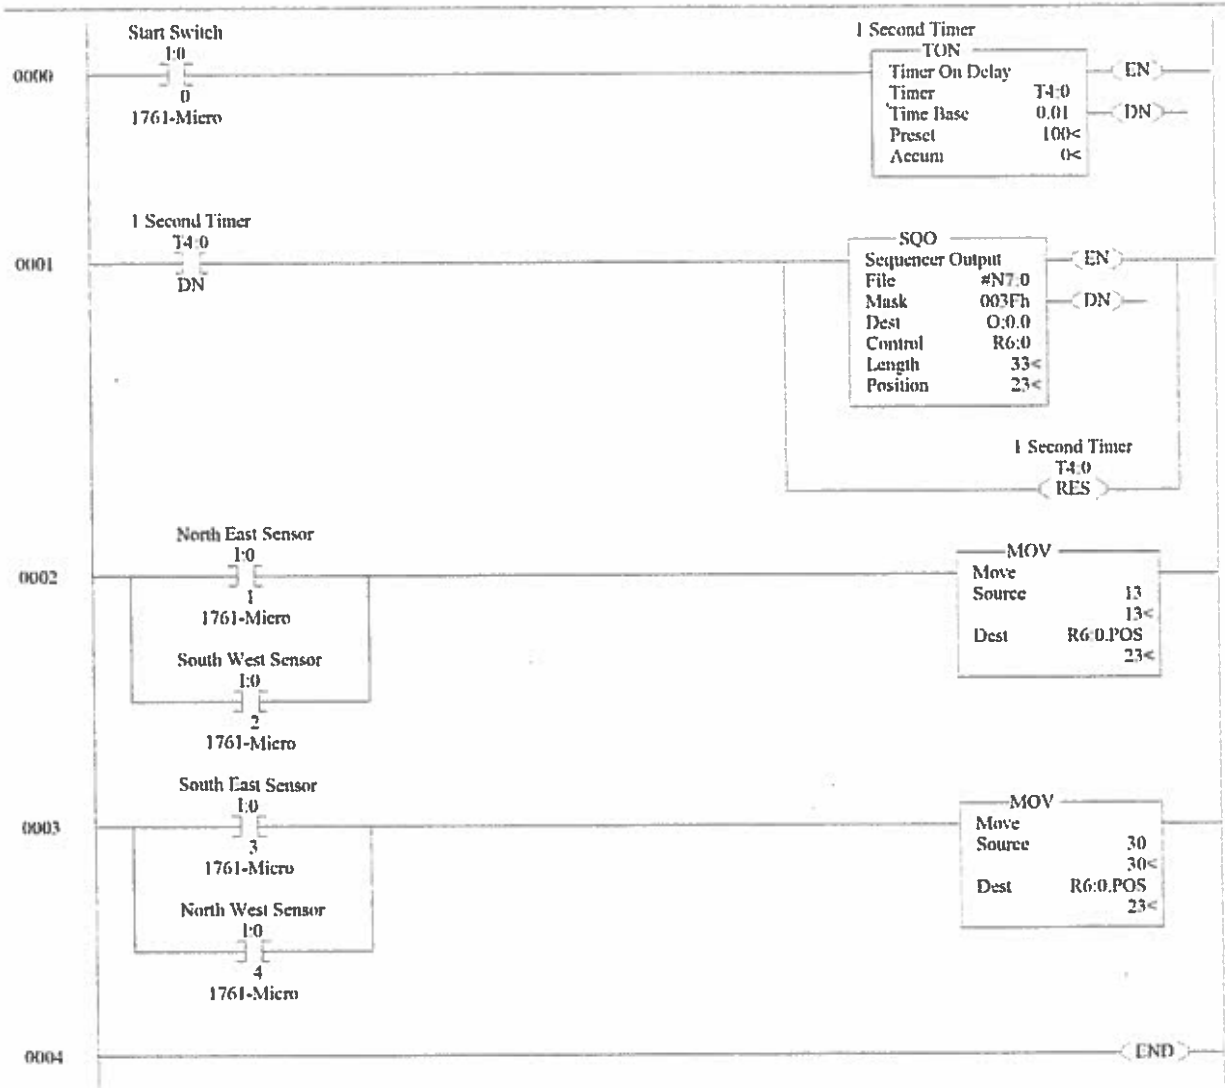 Start Switch
I:0
0000
0
1761-Micro
1 Second Timer
TON
Timer On Delay
Timer T4:0
Time Base 0.01
Preset 100<
Accum 0<
EN
DN
1 Second Timer
T4:0
0001
DN
SQO
Sequencer Output
File #N7:0
Mask 003Fh
Dest O:0.0
Control R6:0
Length 33<
Position 23<
EN
DN
1 Second Timer
T4:0
RES
North East Sensor
I:0
0002
1
1761-Micro
South West Sensor
I:0
2
1761-Micro
MOV
Move
Source 13
13<
Dest R6:0.POS
23<
South East Sensor
I:0
0003
3
1761-Micro
North West Sensor
I:0
4
1761-Micro
MOV
Move
Source 30
30<
Dest R6:0.POS
23<
0004
END